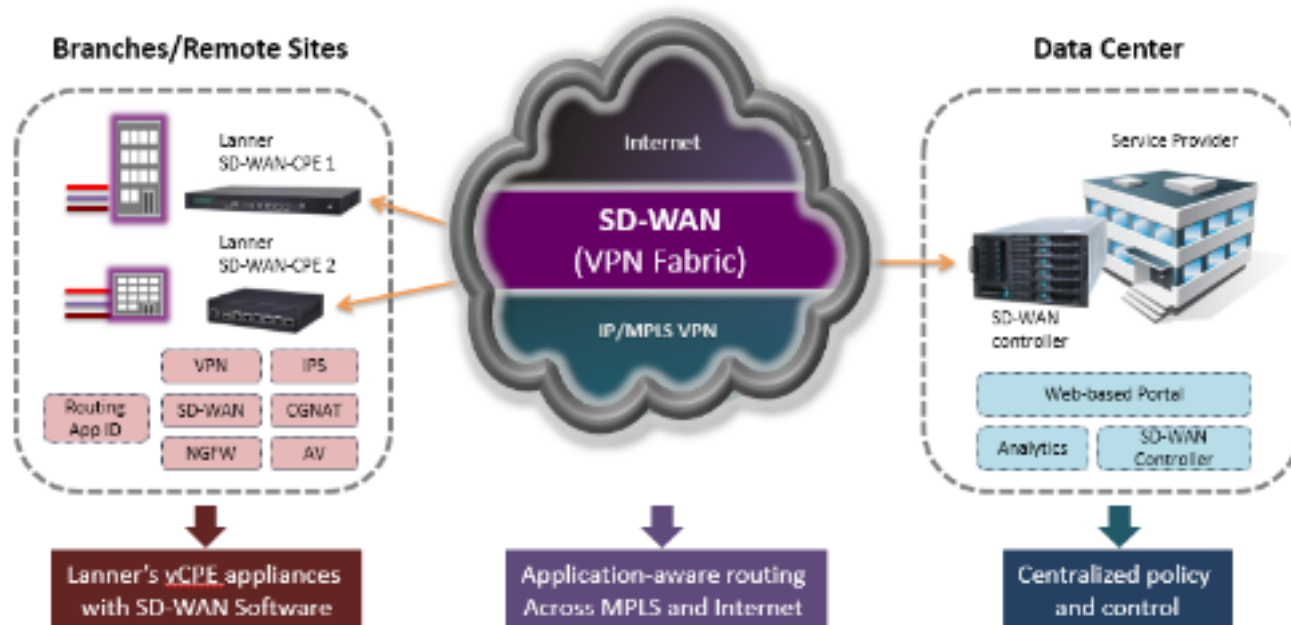 Branches/Remote Sites
Lanner
SD-WAN-CPE 1
Lanner
SD-WAN-CPE 2
VPN
IPS
Routing
App ID
SD-WAN
CGNAT
NGFW
AV
Lanner's vCPE appliances
with SD-WAN Software
Internet
SD-WAN
(VPN Fabric)
IP/MPLS VPN
Application-aware routing
Across MPLS and Internet
Data Center
Service Provider
SD-WAN
controller
Web-based Portal
Analytics
SD-WAN
Controller
Centralized policy
and control